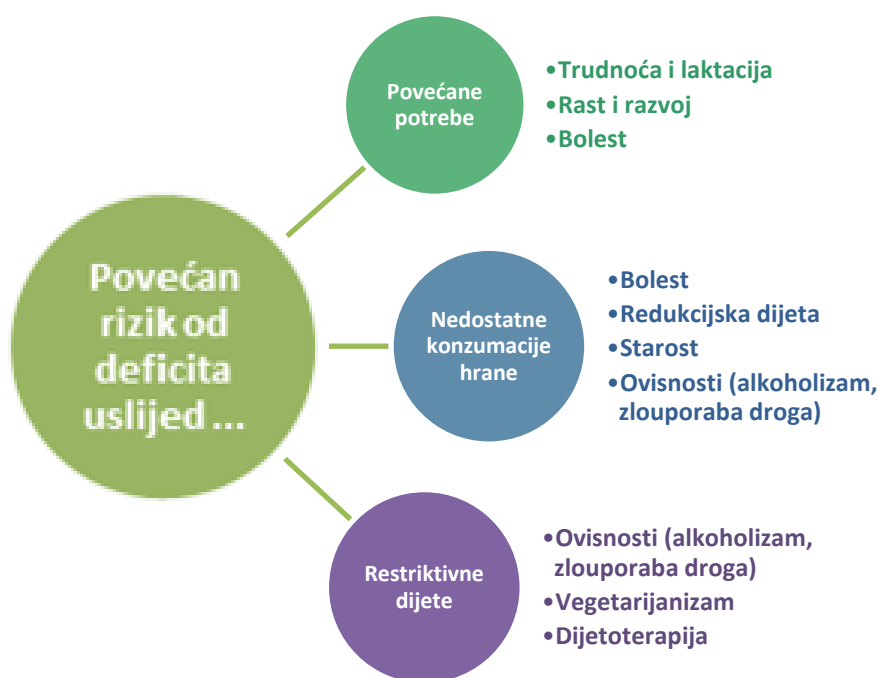 Povećan
rizik od
deficita
uslijed ...
Povećane
potrebe
•Trudnoća i laktacija
•Rast i razvoj
•Bolest
Nedostatne
konzumacije
hrane
•Bolest
•Redukcijska dijeta
•Starost
•Ovisnosti (alkoholizam,
zlouporaba droga)
Restriktivne
dijete
•Ovisnosti (alkoholizam,
zlouporaba droga)
•Vegetarijanizam
•Dijetoterapija